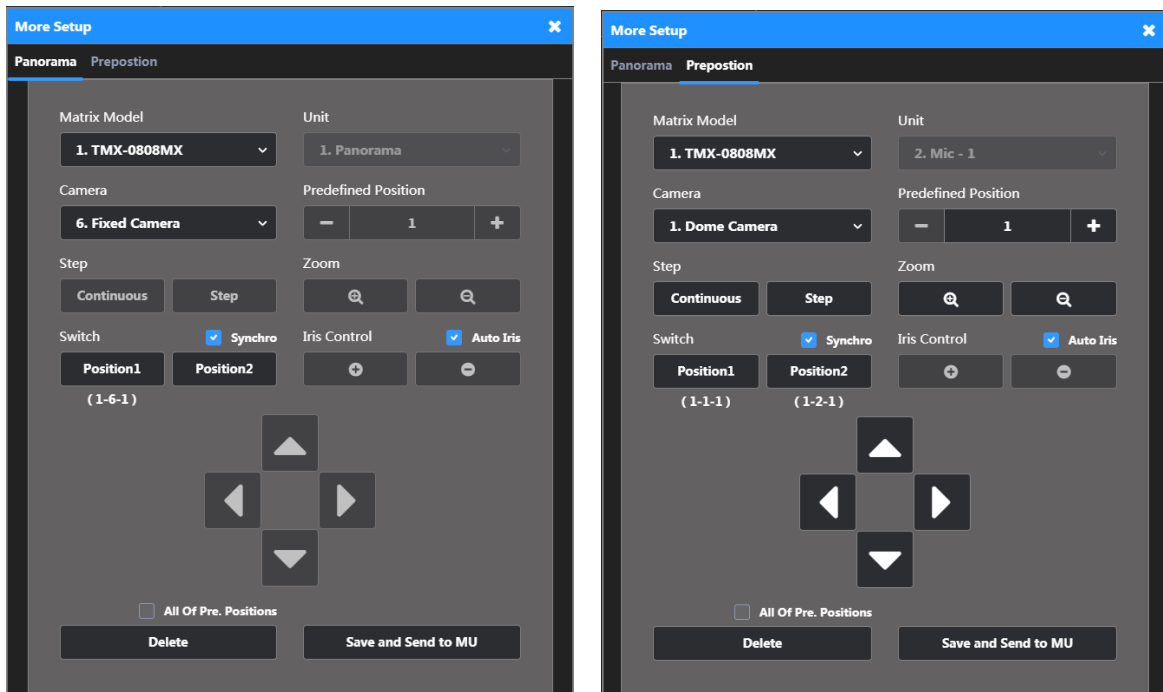 More Setup
Panorama Prepostion
Matrix Model Unit
1. TMX-0808MX 1. Panorama
Camera Predefined Position
6. Fixed Camera 1
Step Zoom
Continuous Step
Switch Synchro Iris Control Auto Iris
Position1 Position2
( 1-6-1 )
All Of Pre. Positions
Delete Save and Send to MU
More Setup
Panorama Prepostion
Matrix Model Unit
1. TMX-0808MX 2. Mic - 1
Camera Predefined Position
1. Dome Camera 1
Step Zoom
Continuous Step
Switch Synchro Iris Control Auto Iris
Position1 Position2
( 1-1-1 ) ( 1-2-1 )
All Of Pre. Positions
Delete Save and Send to MU